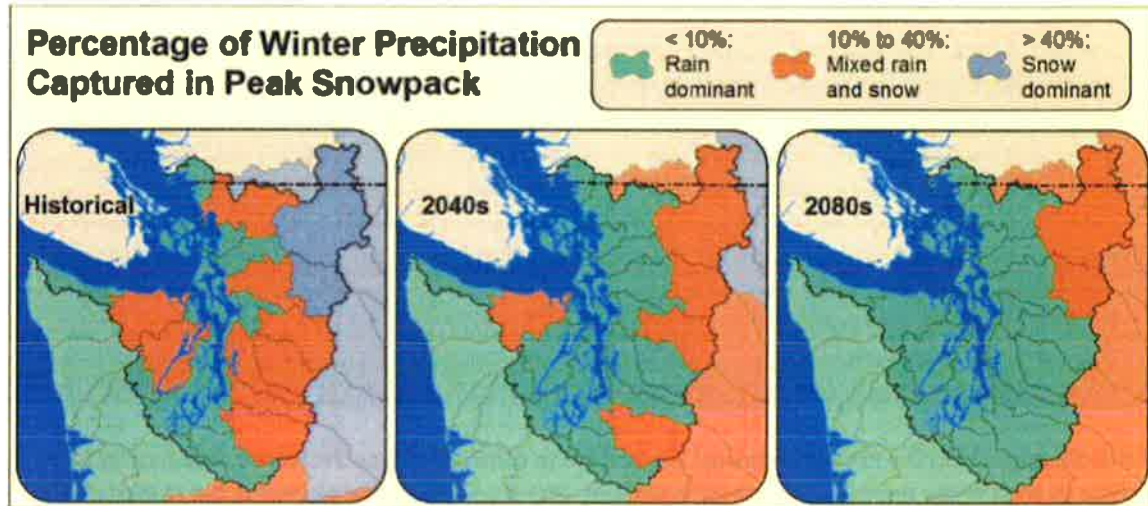 Percentage of Winter Precipitation
Captured in Peak Snowpack
< 10%:
Rain
dominant
10% to 40%:
Mixed rain
and snow
> 40%:
Snow
dominant
Historical
2040s
2080s